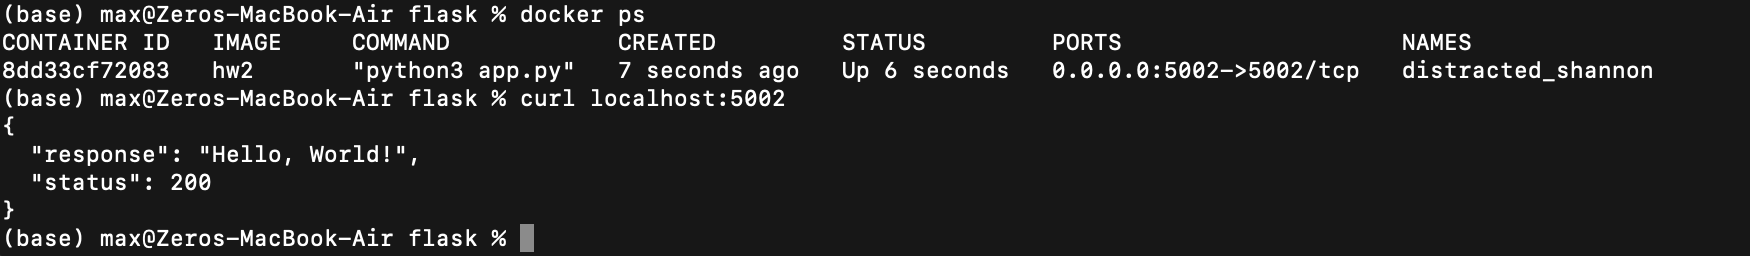 (base) max@Zeros-MacBook-Air flask % docker ps
CONTAINER ID   IMAGE     COMMAND            CREATED         STATUS         PORTS                    NAMES
8dd33cf72083   hw2       "python3 app.py"   7 seconds ago   Up 6 seconds   0.0.0.0:5002->5002/tcp   distracted_shannon
(base) max@Zeros-MacBook-Air flask % curl localhost:5002
{
  "response": "Hello, World!",
  "status": 200
}
(base) max@Zeros-MacBook-Air flask %